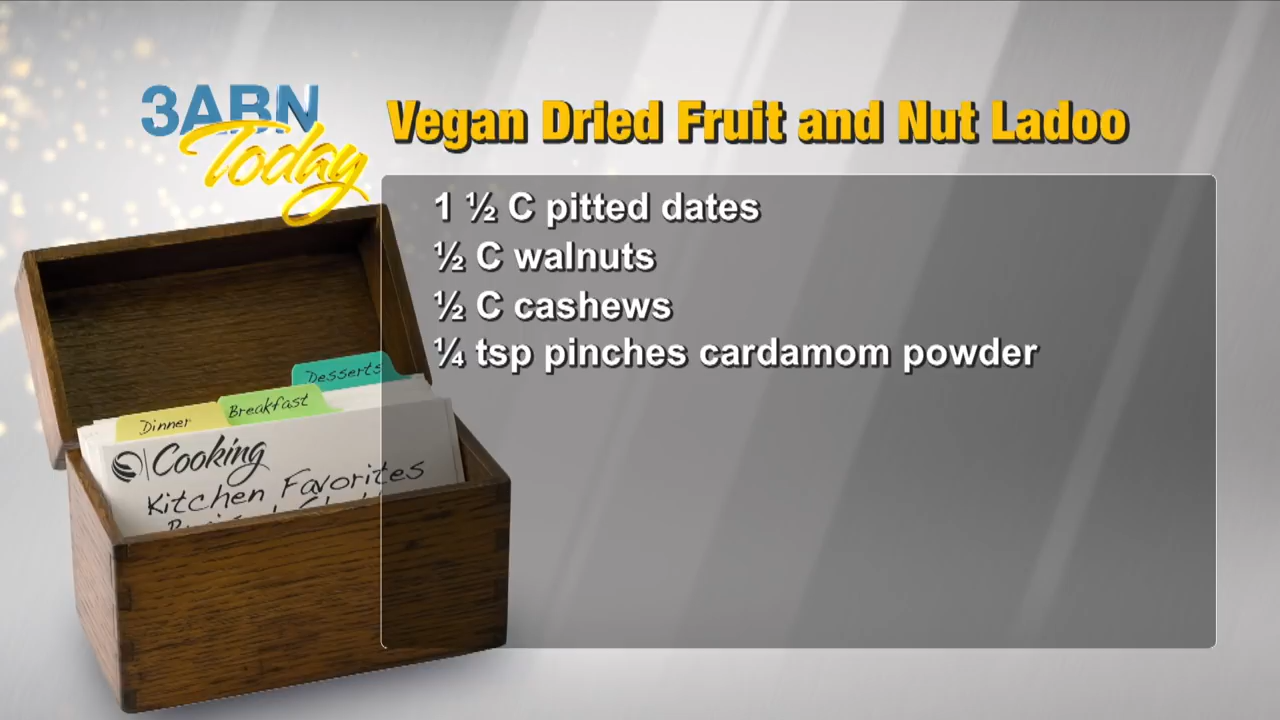 3ABN
Today
Vegan Dried Fruit and Nut Ladoo
1 ½ C pitted dates
½ C walnuts
½ C cashews
¼ tsp pinches cardamom powder
Desserts
Breakfast
Dinner
Cooking
Kitchen Favorites